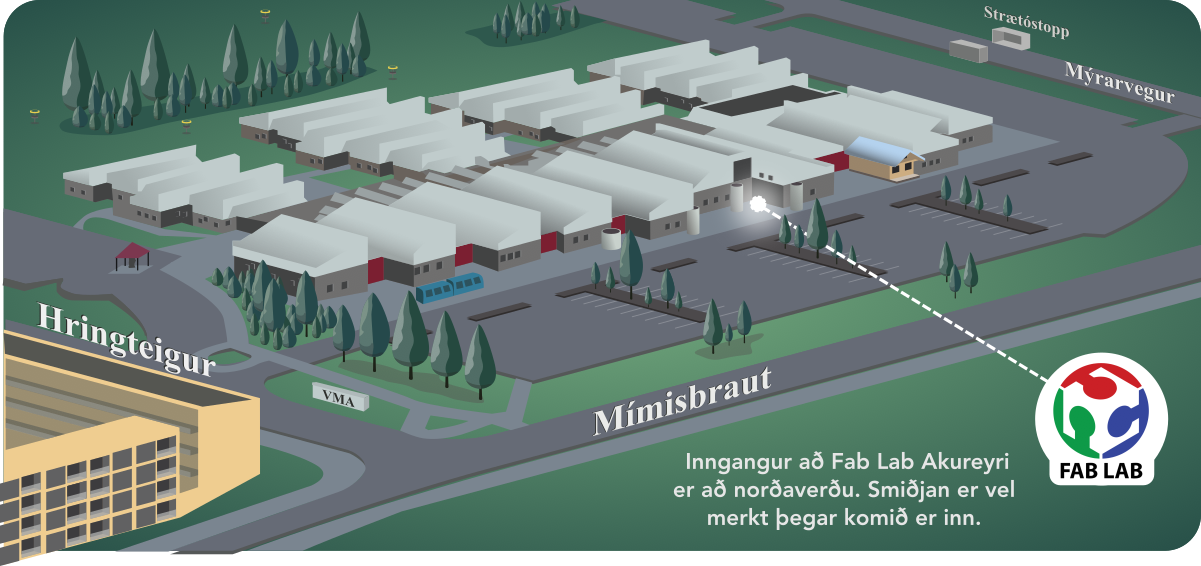 Strætóstopp
Mýrarvegur
Hringteigur
VMA
Mímisbraut
Inngangur að Fab Lab Akureyri
er að norðaverðu. Smiðjan er vel
merkt þegar komið er inn.
FAB LAB